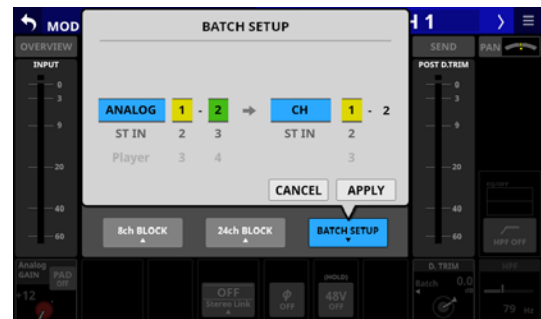 MOD
BATCH SETUP
H 1
OVERVIEW
SEND
PAN
INPUT
POST D.TRIM
0
0
3
3
9
9
ANALOG 1 - 2 → CH 1 - 2
ST IN 2 3 ST IN 2
Player 3 4 3
20
20
CANCEL
APPLY
40
40
60
60
8ch BLOCK
24ch BLOCK
BATCH SETUP
HPF OFF
Analog
GAIN
PAD
OFF
+12
OFF
Stereo Link
φ
OFF
(HOLD)
48V
OFF
D. TRIM
Batch 0.0
dB
HPF
79 Hz